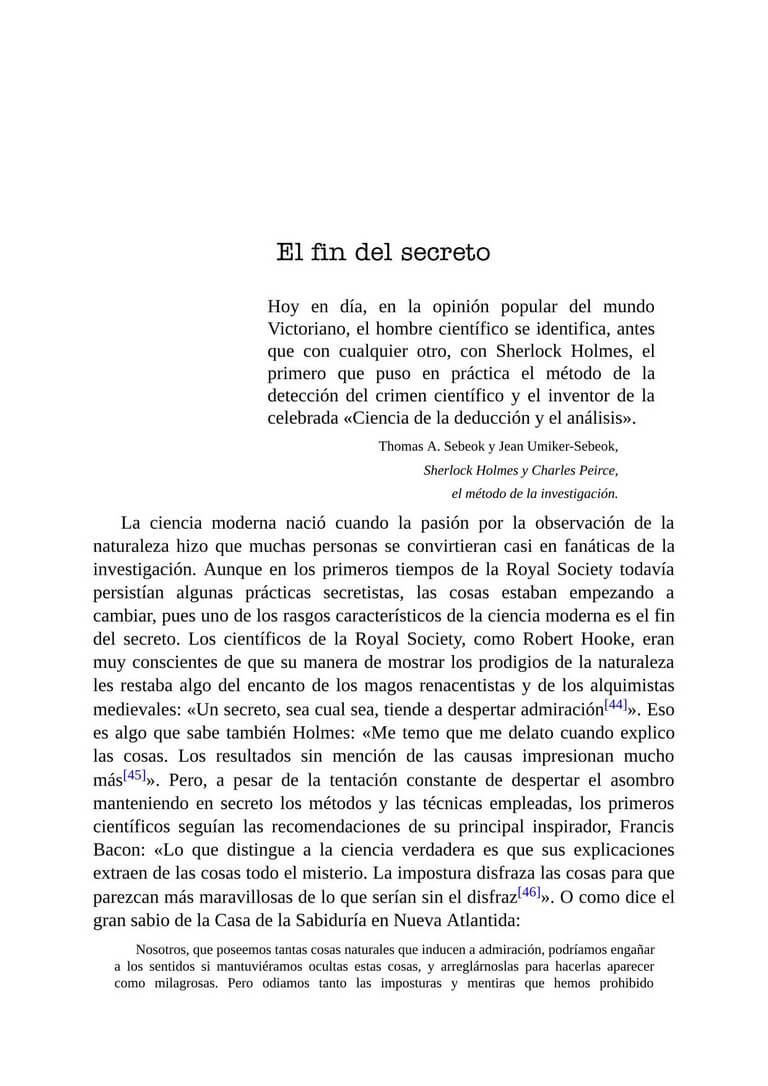 El fin del secreto
Hoy en día, en la opinión popular del mundo
Victoriano, el hombre científico se identifica, antes
que con cualquier otro, con Sherlock Holmes, el
primero que puso en práctica el método de la
detección del crimen científico y el inventor de la
celebrada «Ciencia de la deducción y el análisis».
Thomas A. Sebeok y Jean Umiker-Sebeok,
Sherlock Holmes y Charles Peirce,
el método de la investigación.
La ciencia moderna nació cuando la pasión por la observación de la
naturaleza hizo que muchas personas se convirtieran casi en fanáticas de la
investigación. Aunque en los primeros tiempos de la Royal Society todavía
persistían algunas prácticas secretistas, las cosas estaban empezando a
cambiar, pues uno de los rasgos característicos de la ciencia moderna es el fin
del secreto. Los científicos de la Royal Society, como Robert Hooke, eran
muy conscientes de que su manera de mostrar los prodigios de la naturaleza
les restaba algo del encanto de los magos renacentistas y de los alquimistas
medievales: «Un secreto, sea cual sea, tiende a despertar admiración[44]». Eso
es algo que sabe también Holmes: «Me temo que me delato cuando explico
las cosas. Los resultados sin mención de las causas impresionan mucho
más[45]». Pero, a pesar de la tentación constante de despertar el asombro
manteniendo en secreto los métodos y las técnicas empleadas, los primeros
científicos seguían las recomendaciones de su principal inspirador, Francis
Bacon: «Lo que distingue a la ciencia verdadera es que sus explicaciones
extraen de las cosas todo el misterio. La impostura disfraza las cosas para que
parezcan más maravillosas de lo que serían sin el disfraz[46]». O como dice el
gran sabio de la Casa de la Sabiduría en Nueva Atlantida:
Nosotros, que poseemos tantas cosas naturales que inducen a admiración, podríamos engañar
a los sentidos si mantuviéramos ocultas estas cosas, y arreglárnoslas para hacerlas aparecer
como milagrosas. Pero odiamos tanto las imposturas y mentiras que hemos prohibido